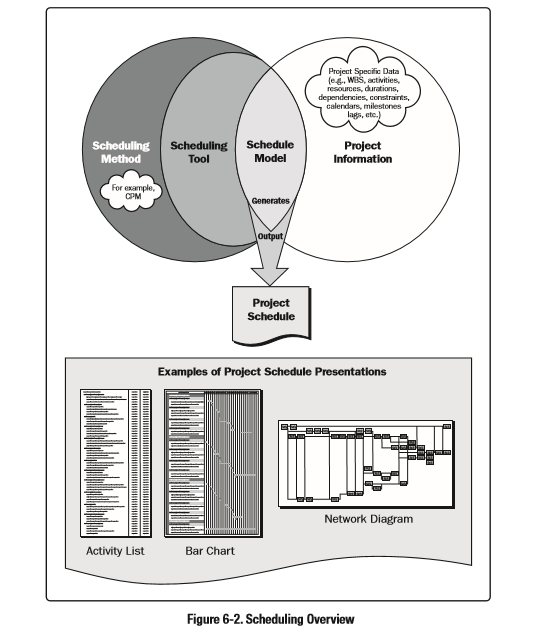 Project Specific Data
(e.g., WBS, activities,
resources, durations,
dependencies, constraints,
calendars, milestones
lags, etc.)
Scheduling
Method
Scheduling
Tool
Schedule
Model
Project
Information
For example,
CPM
Generates
Output
Project
Schedule
Examples of Project Schedule Presentations
Activity List
Bar Chart
Network Diagram
Figure 6-2. Scheduling Overview